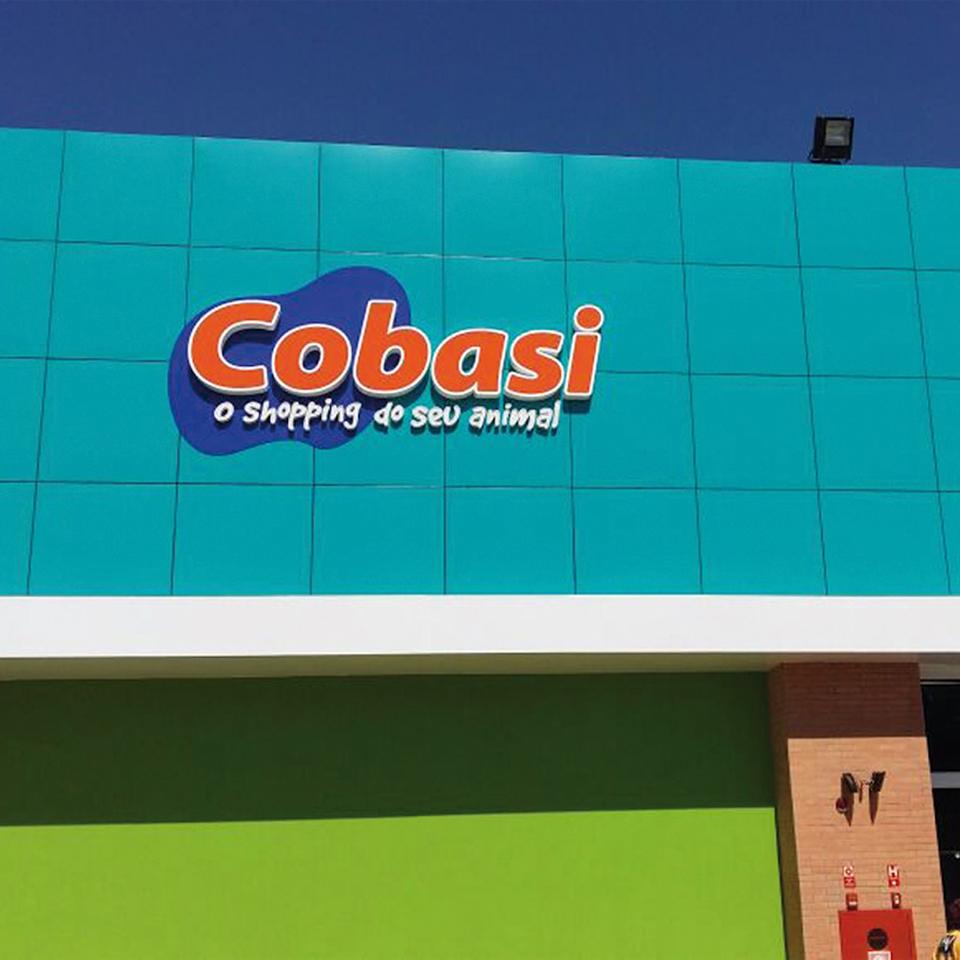 Cobasi
o shopping do seu animal
H